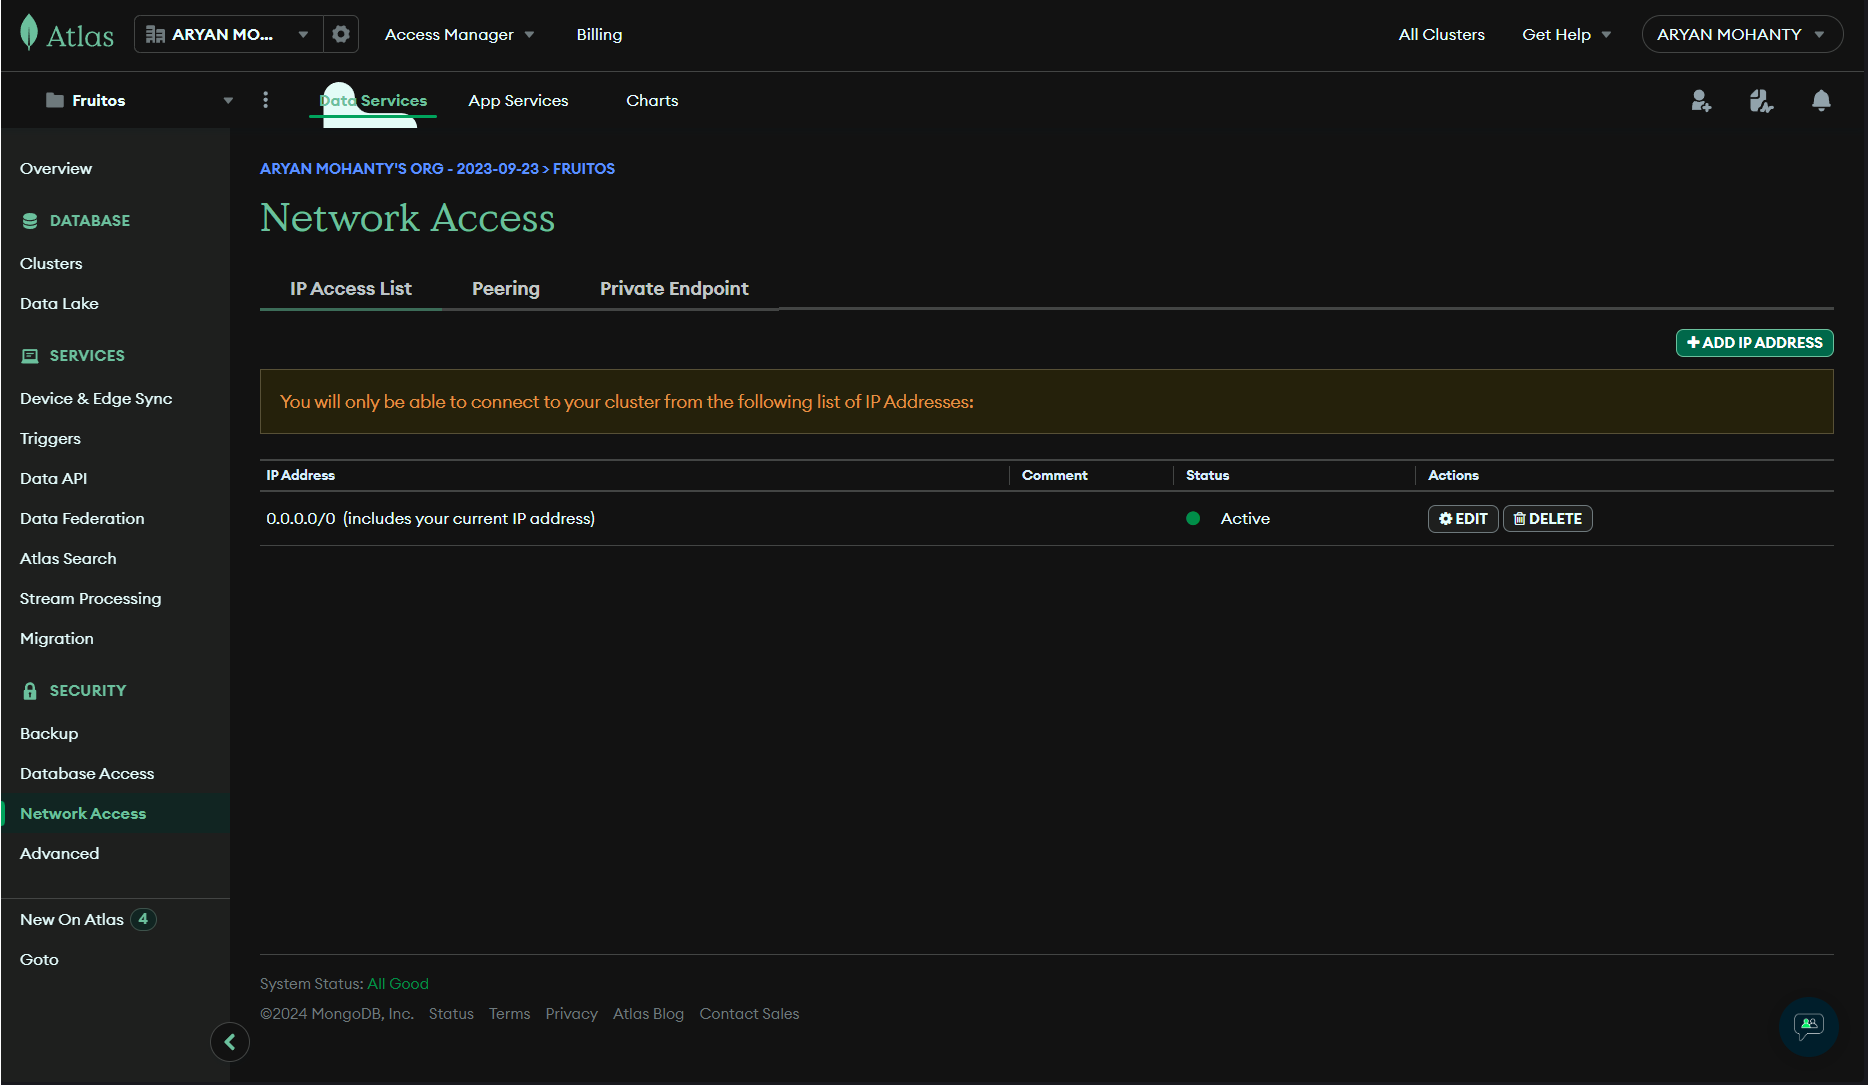 Atlas
ARYAN MO...
Access Manager
Billing
All Clusters
Get Help
ARYAN MOHANTY
Fruitos
Data Services
App Services
Charts
Overview
DATABASE
Clusters
Data Lake
SERVICES
Device & Edge Sync
Triggers
Data API
Data Federation
Atlas Search
Stream Processing
Migration
SECURITY
Backup
Database Access
Network Access
Advanced
New On Atlas 4
Goto
ARYAN MOHANTY'S ORG - 2023-09-23 > FRUITOS
Network Access
IP Access List
Peering
Private Endpoint
+ ADD IP ADDRESS
You will only be able to connect to your cluster from the following list of IP Addresses:
IP Address
Comment
Status
Actions
0.0.0.0/0 (includes your current IP address)
Active
EDIT
DELETE
System Status: All Good
©2024 MongoDB, Inc. Status Terms Privacy Atlas Blog Contact Sales